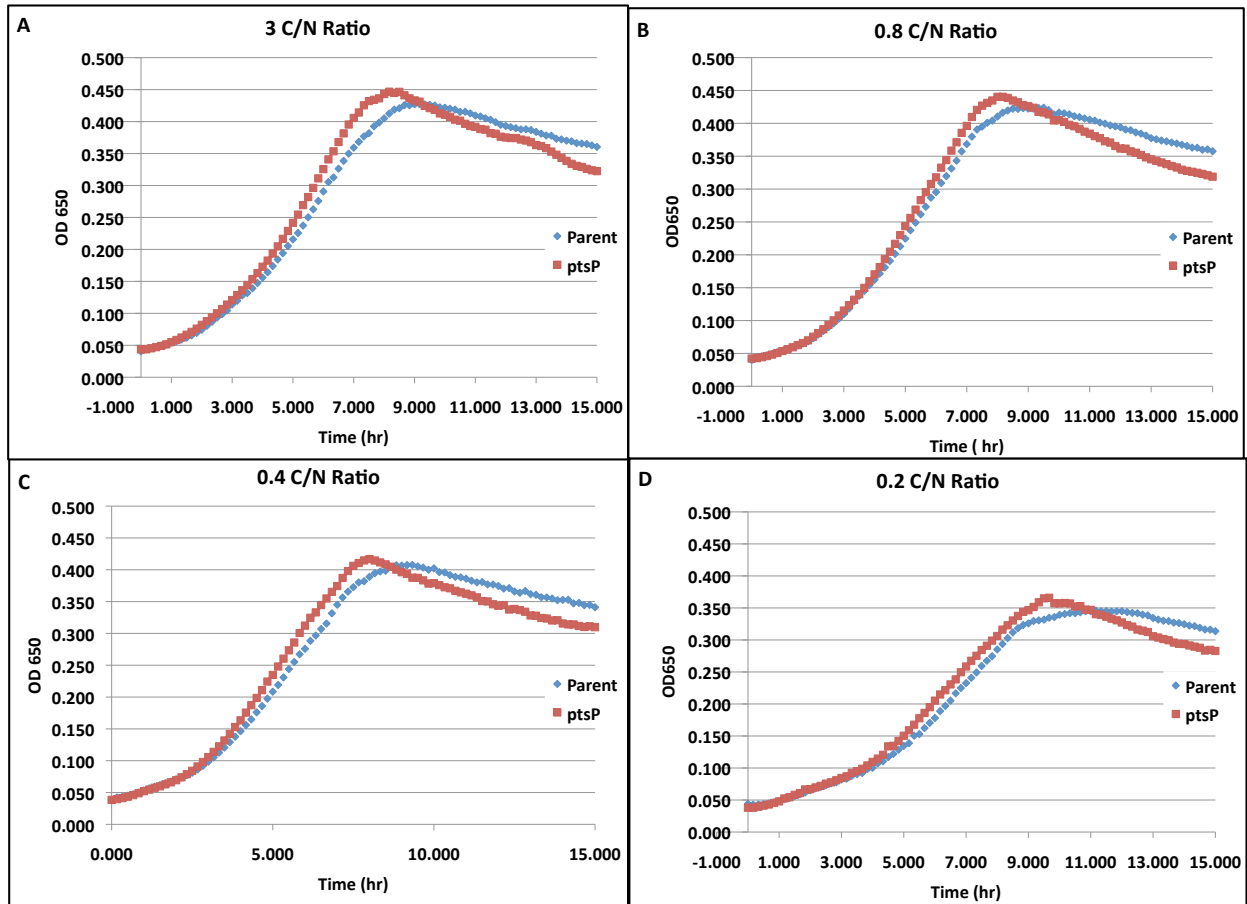 A
3 C/N Ratio
0.500
0.450
0.400
0.350
0.300
0.250
0.200
0.150
0.100
0.050
0.000
OD 650
-1.000 1.000 3.000 5.000 7.000 9.000 11.000 13.000 15.000
Time (hr)
Parent
ptsP
B
0.8 C/N Ratio
0.500
0.450
0.400
0.350
0.300
0.250
0.200
0.150
0.100
0.050
0.000
OD650
-1.000 1.000 3.000 5.000 7.000 9.000 11.000 13.000 15.000
Time ( hr)
Parent
ptsP
C
0.4 C/N Ratio
0.500
0.450
0.400
0.350
0.300
0.250
0.200
0.150
0.100
0.050
0.000
OD 650
0.000 5.000 10.000 15.000
Time (hr)
Parent
ptsP
D
0.2 C/N Ratio
0.500
0.450
0.400
0.350
0.300
0.250
0.200
0.150
0.100
0.050
0.000
OD650
-1.000 1.000 3.000 5.000 7.000 9.000 11.000 13.000 15.000
Time (hr)
Parent
ptsP